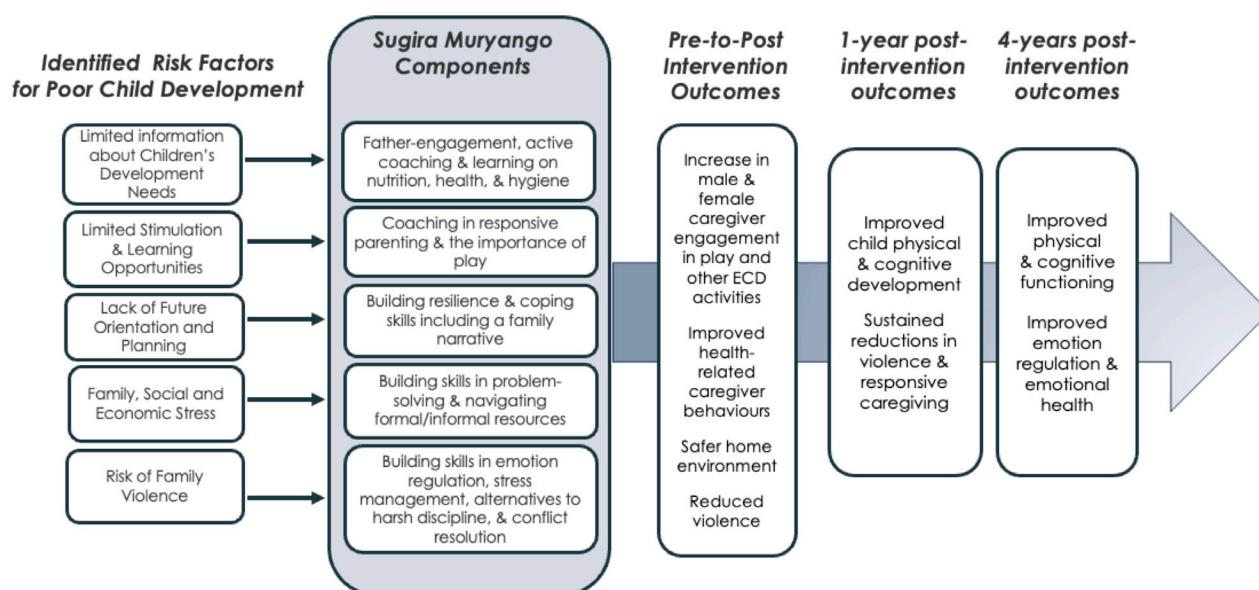 Identified Risk Factors
for Poor Child Development
Limited information
about Children's
Development
Needs
Limited Stimulation
& Learning
Opportunities
Lack of Future
Orientation and
Planning
Family, Social and
Economic Stress
Risk of Family
Violence
Sugira Muryango
Components
Father-engagement, active
coaching & learning on
nutrition, health, & hygiene
Coaching in responsive
parenting & the importance of
play
Building resilience & coping
skills including a family
narrative
Building skills in problem-
solving & navigating
formal/informal resources
Building skills in emotion
regulation, stress
management, alternatives to
harsh discipline, & conflict
resolution
Pre-to-Post
Intervention
Outcomes
Increase in
male & female
caregiver
engagement
in play and
other ECD
activities
Improved
health-
related
caregiver
behaviours
Safer home
environment
Reduced
violence
1-year post-
intervention
outcomes
Improved
child physical
& cognitive
development
Sustained
reductions in
violence &
responsive
caregiving
4-years post-
intervention
outcomes
Improved
physical
& cognitive
functioning
Improved
emotion
regulation &
emotional
health